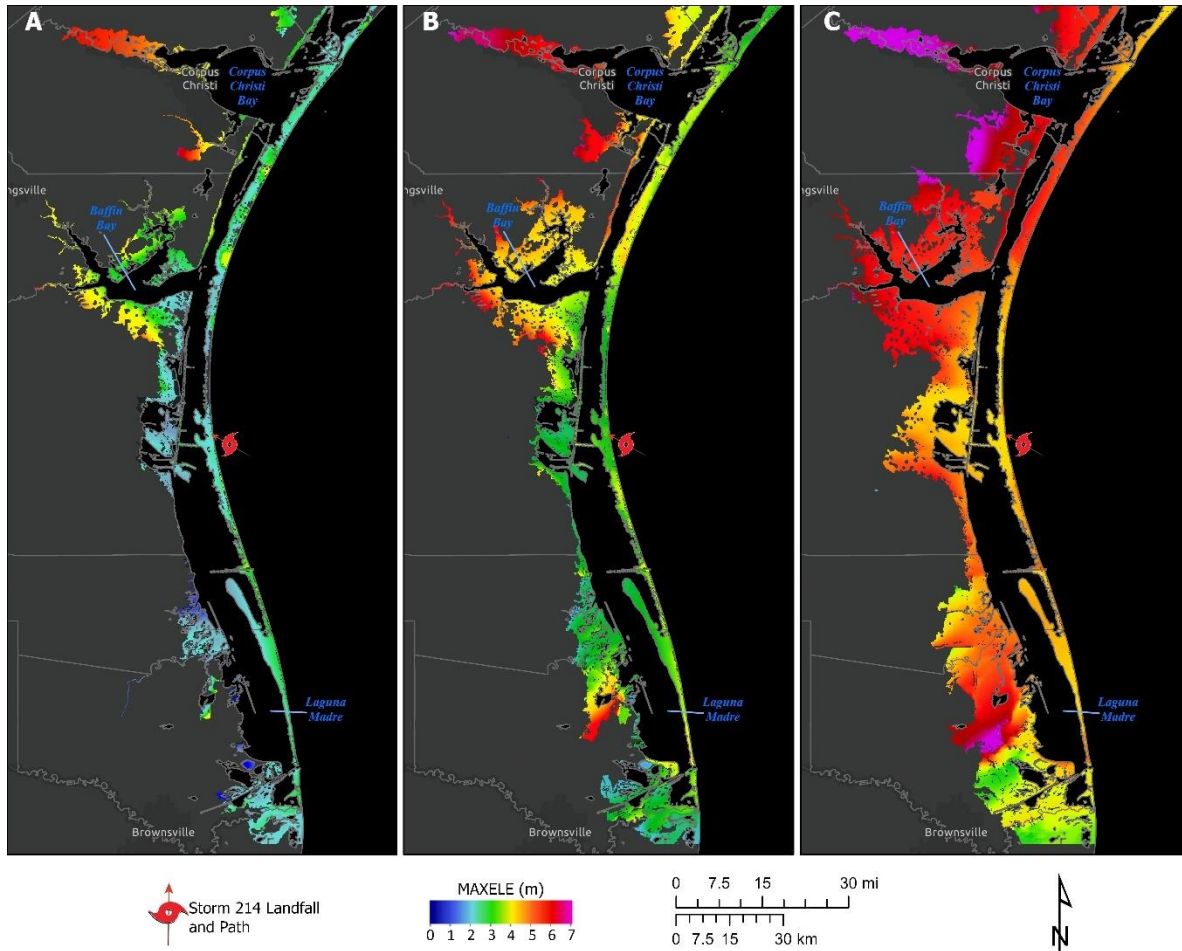 A
Corpus
Christi
Corpus
Christi
Bay
ngsville
Baffin
Bay
Laguna
Madre
Brownsville
B
Corpus
Christi
Corpus
Christi
Bay
ngsville
Baffin
Bay
Laguna
Madre
Brownsville
C
Corpus
Christi
Corpus
Christi
Bay
ngsville
Baffin
Bay
Laguna
Madre
Brownsville
Storm 214 Landfall
and Path
MAXELE (m)
0 1 2 3 4 5 6 7
0 7.5 15 30 mi
0 7.5 15 30 km
N